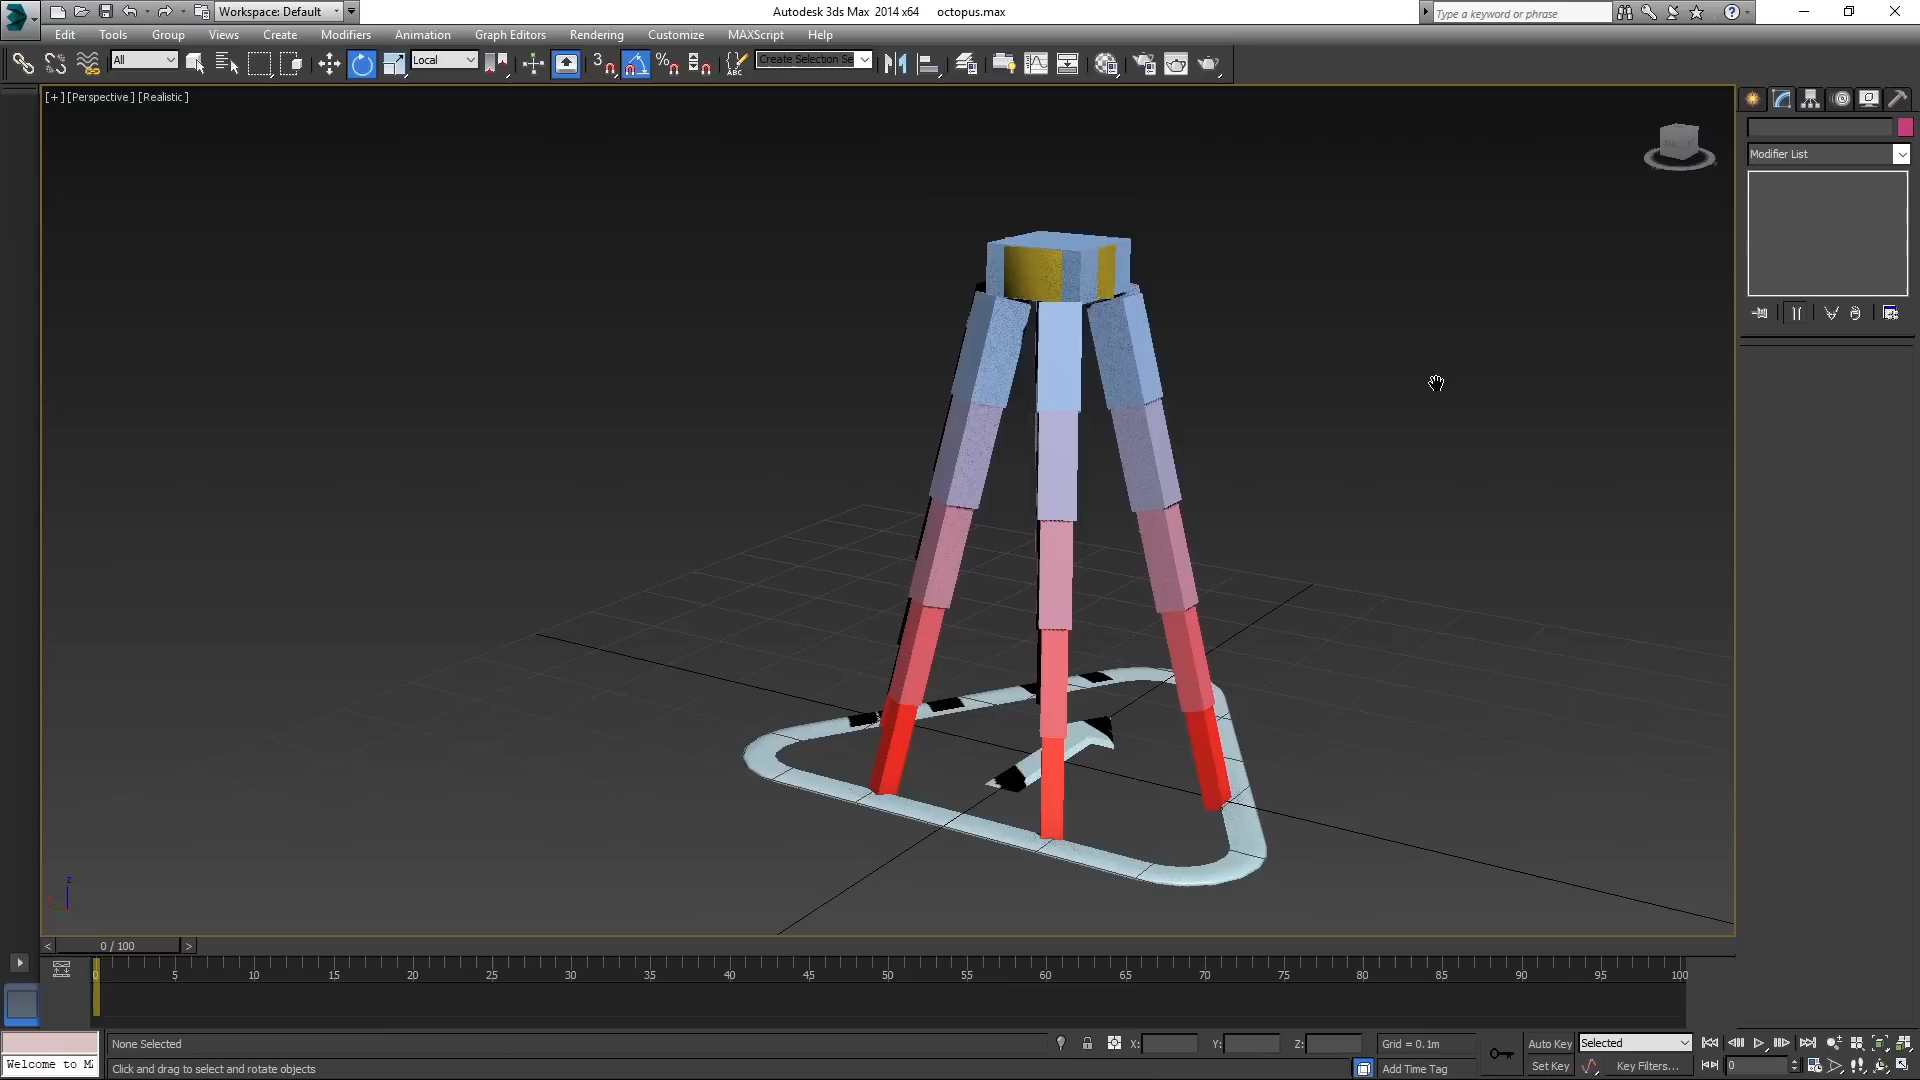 Workspace: Default
Autodesk 3ds Max 2014 x64 octopus.max
Type a keyword or phrase
Edit Tools Group Views Create Modifiers Animation Graph Editors Rendering Customize MAXScript Help
All
Local
3
%
ABC
Create Selection Se
[+] [Perspective] [Realistic]
Modifier List
z
< 0 / 100 >
0 5 10 15 20 25 30 35 40 45 50 55 60 65 70 75 80 85 90 95 100
None Selected
X:
Y:
Z:
Grid = 0.1m
Auto Key
Selected
Welcome to M
Click and drag to select and rotate objects
Add Time Tag
Set Key
Key Filters...
0